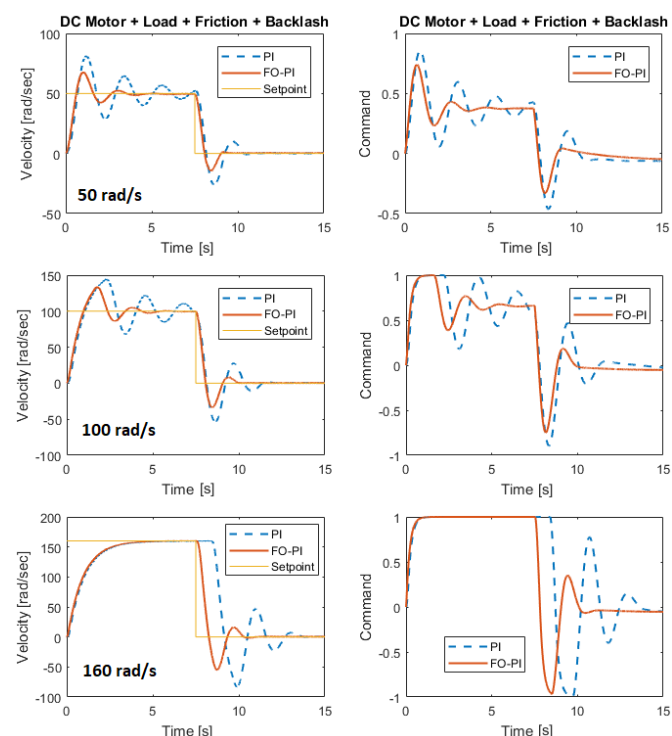 DC Motor + Load + Friction + Backlash
100
50
0
-50
0
5
10
15
Velocity [rad/sec]
Time [s]
PI
FO-PI
Setpoint
50 rad/s
DC Motor + Load + Friction + Backlash
1
0.5
0
-0.5
0
5
10
15
Command
Time [s]
PI
FO-PI
150
100
50
0
-50
-100
0
5
10
15
Velocity [rad/sec]
Time [s]
PI
FO-PI
Setpoint
100 rad/s
1
0.5
0
-0.5
-1
0
5
10
15
Command
Time [s]
PI
FO-PI
200
150
100
50
0
-50
-100
0
5
10
15
Velocity [rad/sec]
Time [s]
PI
FO-PI
Setpoint
160 rad/s
1
0.5
0
-0.5
-1
0
5
10
15
Command
Time [s]
PI
FO-PI